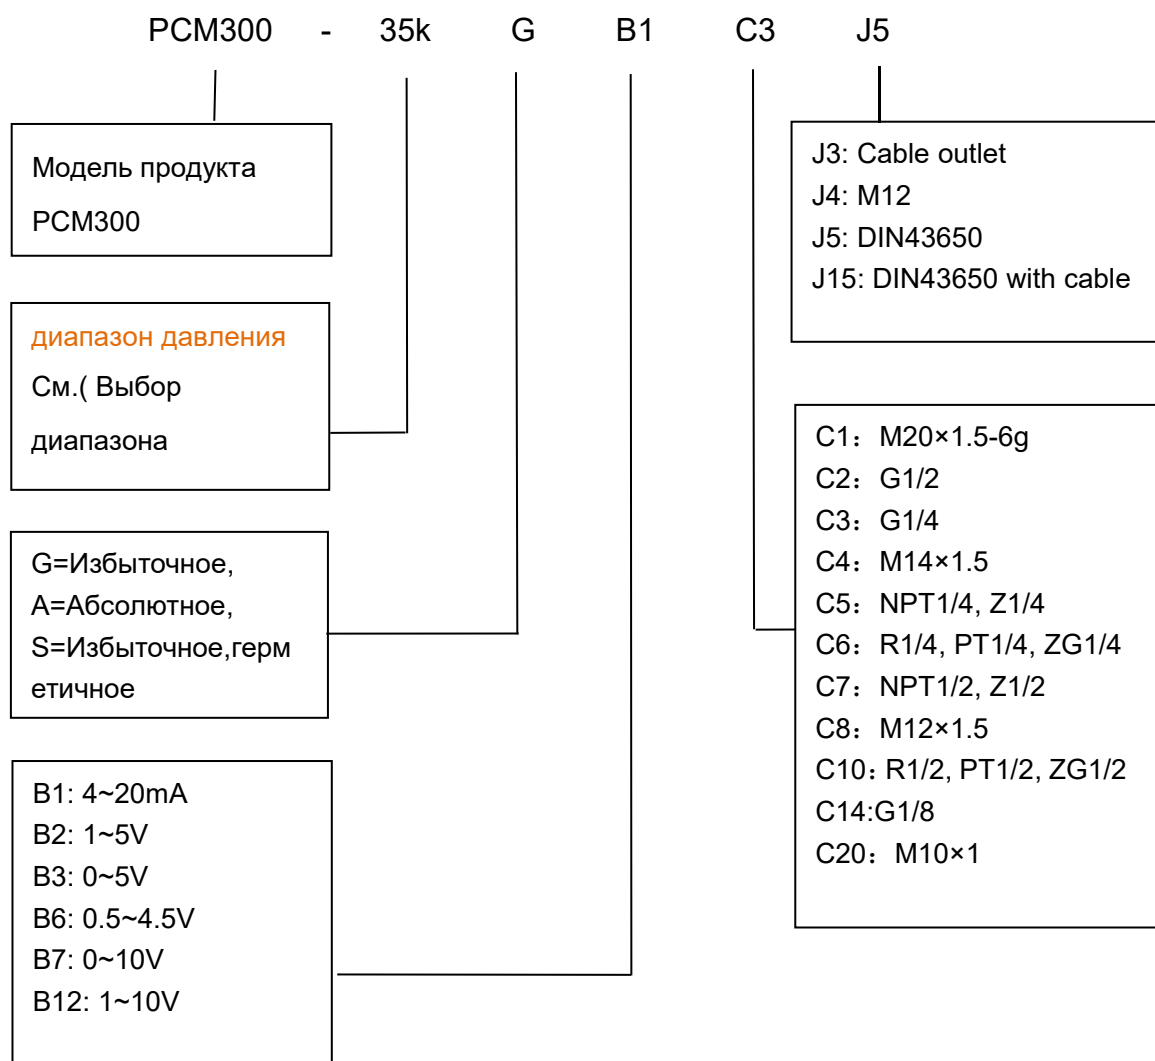 PCM300 - 35k G B1 C3 J5
Модель продукта
PCM300
диапазон давления
См.( Выбор
диапазона
G=Избыточное,
A=Абсолютное,
S=Избыточное,герм
етичное
B1: 4~20mA
B2: 1~5V
B3: 0~5V
B6: 0.5~4.5V
B7: 0~10V
B12: 1~10V
J3: Cable outlet
J4: M12
J5: DIN43650
J15: DIN43650 with cable
C1：M20×1.5-6g
C2：G1/2
C3：G1/4
C4：M14×1.5
C5：NPT1/4, Z1/4
C6：R1/4, PT1/4, ZG1/4
C7：NPT1/2, Z1/2
C8：M12×1.5
C10：R1/2, PT1/2, ZG1/2
C14:G1/8
C20：M10×1